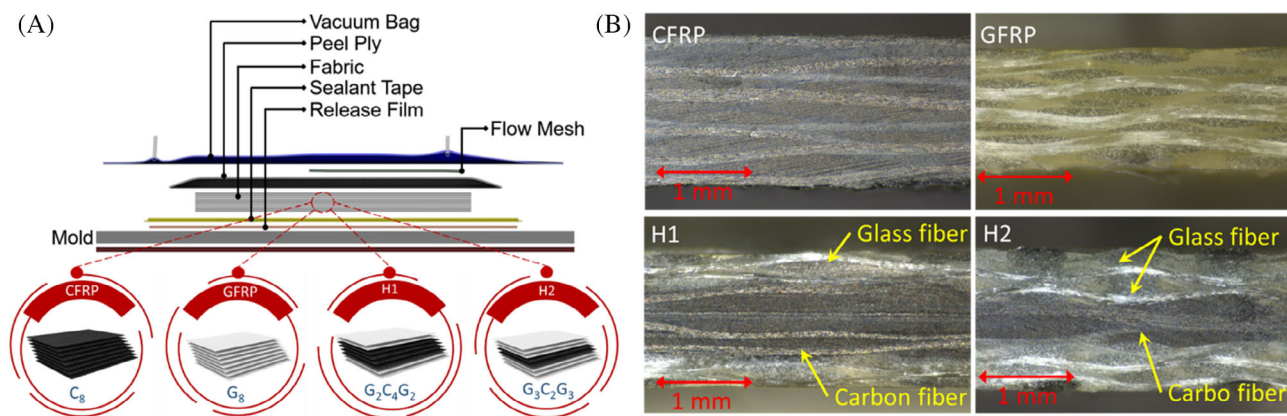 (A)
Vacuum Bag
Peel Ply
Fabric
Sealant Tape
Release Film
Flow Mesh
Mold
CFRP
C₈
GFRP
G₈
H1
G₂C₄G₂
H2
G₃C₂G₃
(B)
CFRP
1 mm
GFRP
1 mm
H1
Glass fiber
Carbon fiber
1 mm
H2
Glass fiber
Carbo fiber
1 mm